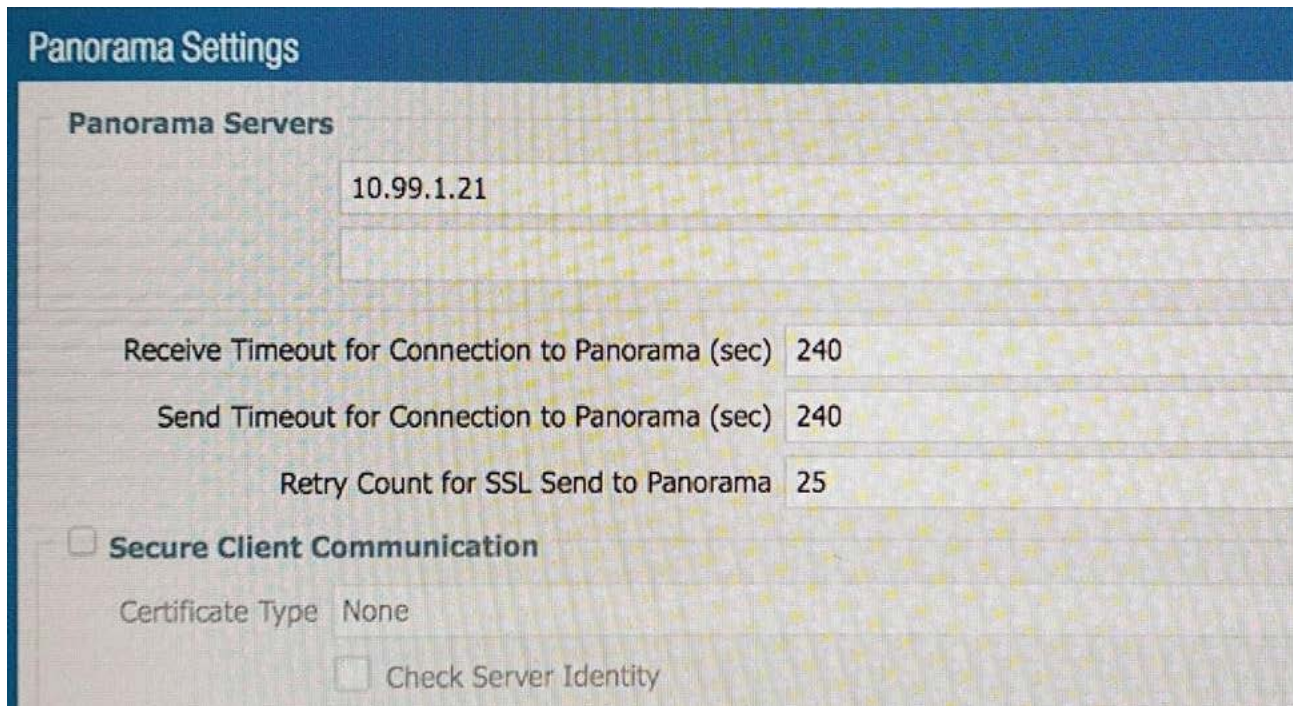 Panorama Settings
Panorama Servers
10.99.1.21
Receive Timeout for Connection to Panorama (sec) 240
Send Timeout for Connection to Panorama (sec) 240
Retry Count for SSL Send to Panorama 25
Secure Client Communication
Certificate Type None
Check Server Identity